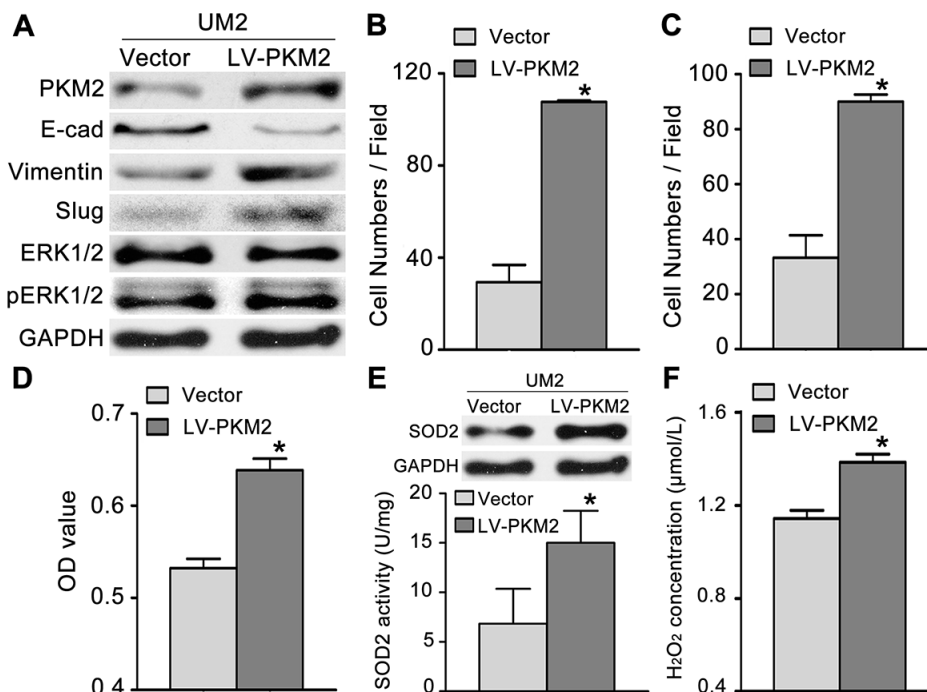 A
UM2
Vector LV-PKM2
PKM2
E-cad
Vimentin
Slug
ERK1/2
pERK1/2
GAPDH
B
Vector
LV-PKM2
Cell Numbers / Field
120
80
40
0
*
C
Vector
LV-PKM2
Cell Numbers / Field
100
80
60
40
20
0
*
D
Vector
LV-PKM2
OD value
0.7
0.6
0.5
0.4
*
E
UM2
Vector LV-PKM2
SOD2
GAPDH
Vector
LV-PKM2
SOD2 activity (U/mg)
20
15
10
5
0
*
F
Vector
LV-PKM2
H₂O₂ concentration (μmol/L)
1.6
1.2
0.8
0.4
*